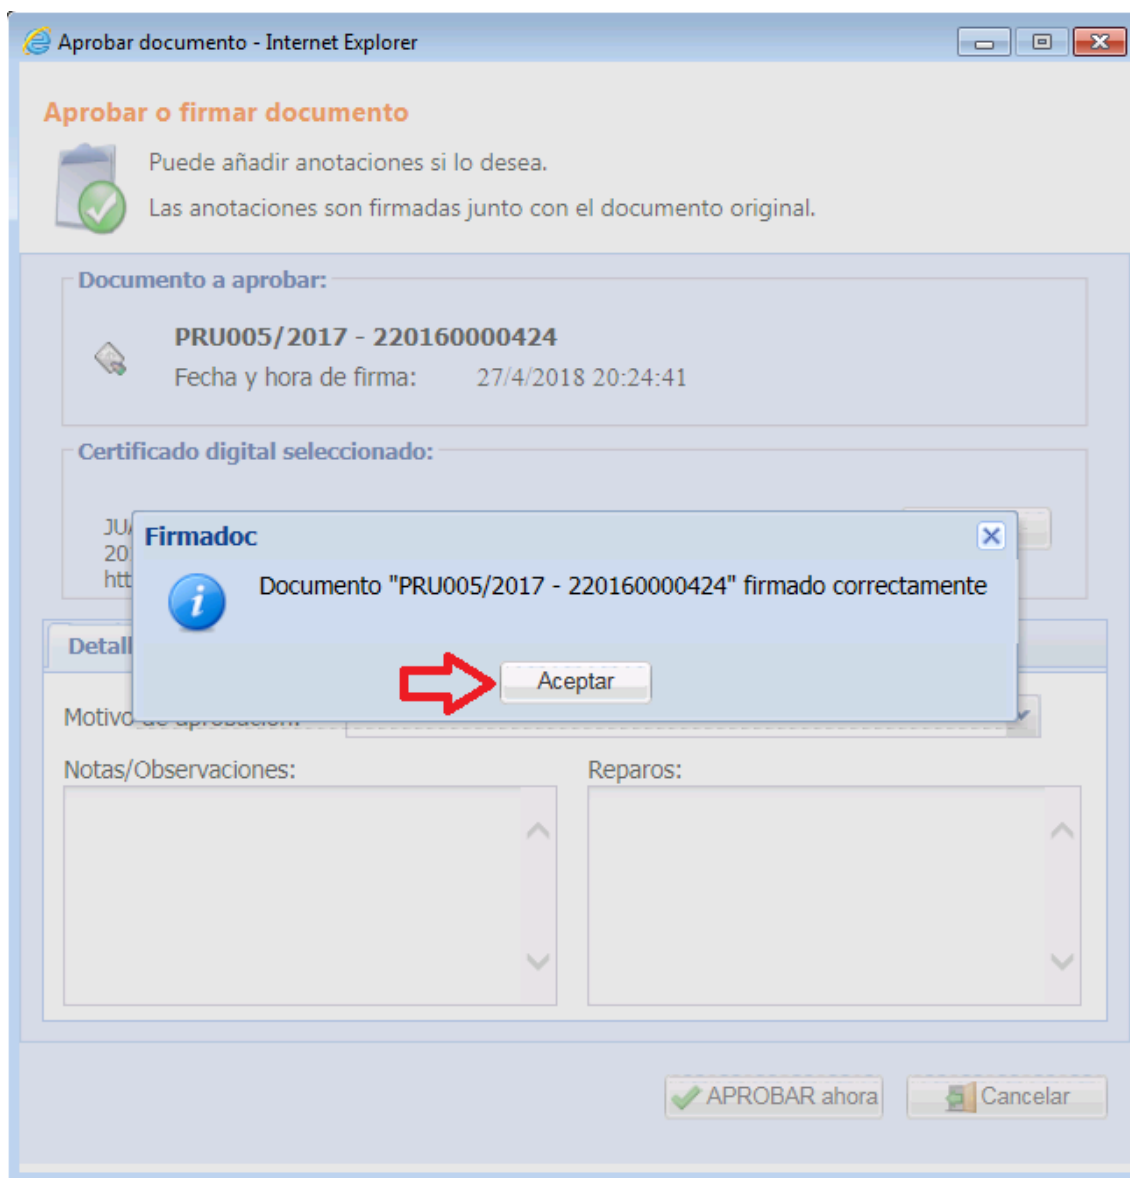 Aprobar documento - Internet Explorer
Aprobar o firmar documento
Puede añadir anotaciones si lo desea.
Las anotaciones son firmadas junto con el documento original.
Documento a aprobar:
PRU005/2017 - 220160000424
Fecha y hora de firma: 27/4/2018 20:24:41
Certificado digital seleccionado:
Firmadoc
Documento "PRU005/2017 - 220160000424" firmado correctamente
Aceptar
Motivo de aprobación:
Notas/Observaciones: Reparos:
APROBAR ahora Cancelar